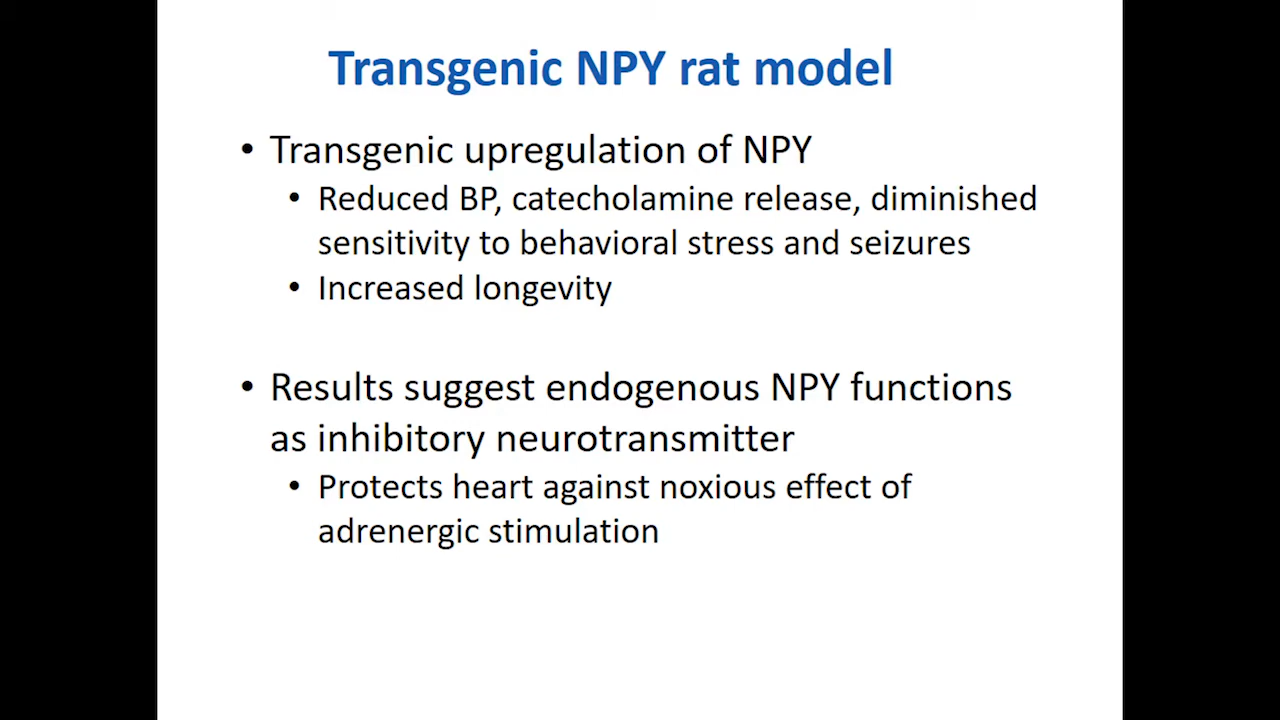 Transgenic NPY rat model
• Transgenic upregulation of NPY
• Reduced BP, catecholamine release, diminished
sensitivity to behavioral stress and seizures
• Increased longevity
• Results suggest endogenous NPY functions
as inhibitory neurotransmitter
• Protects heart against noxious effect of
adrenergic stimulation